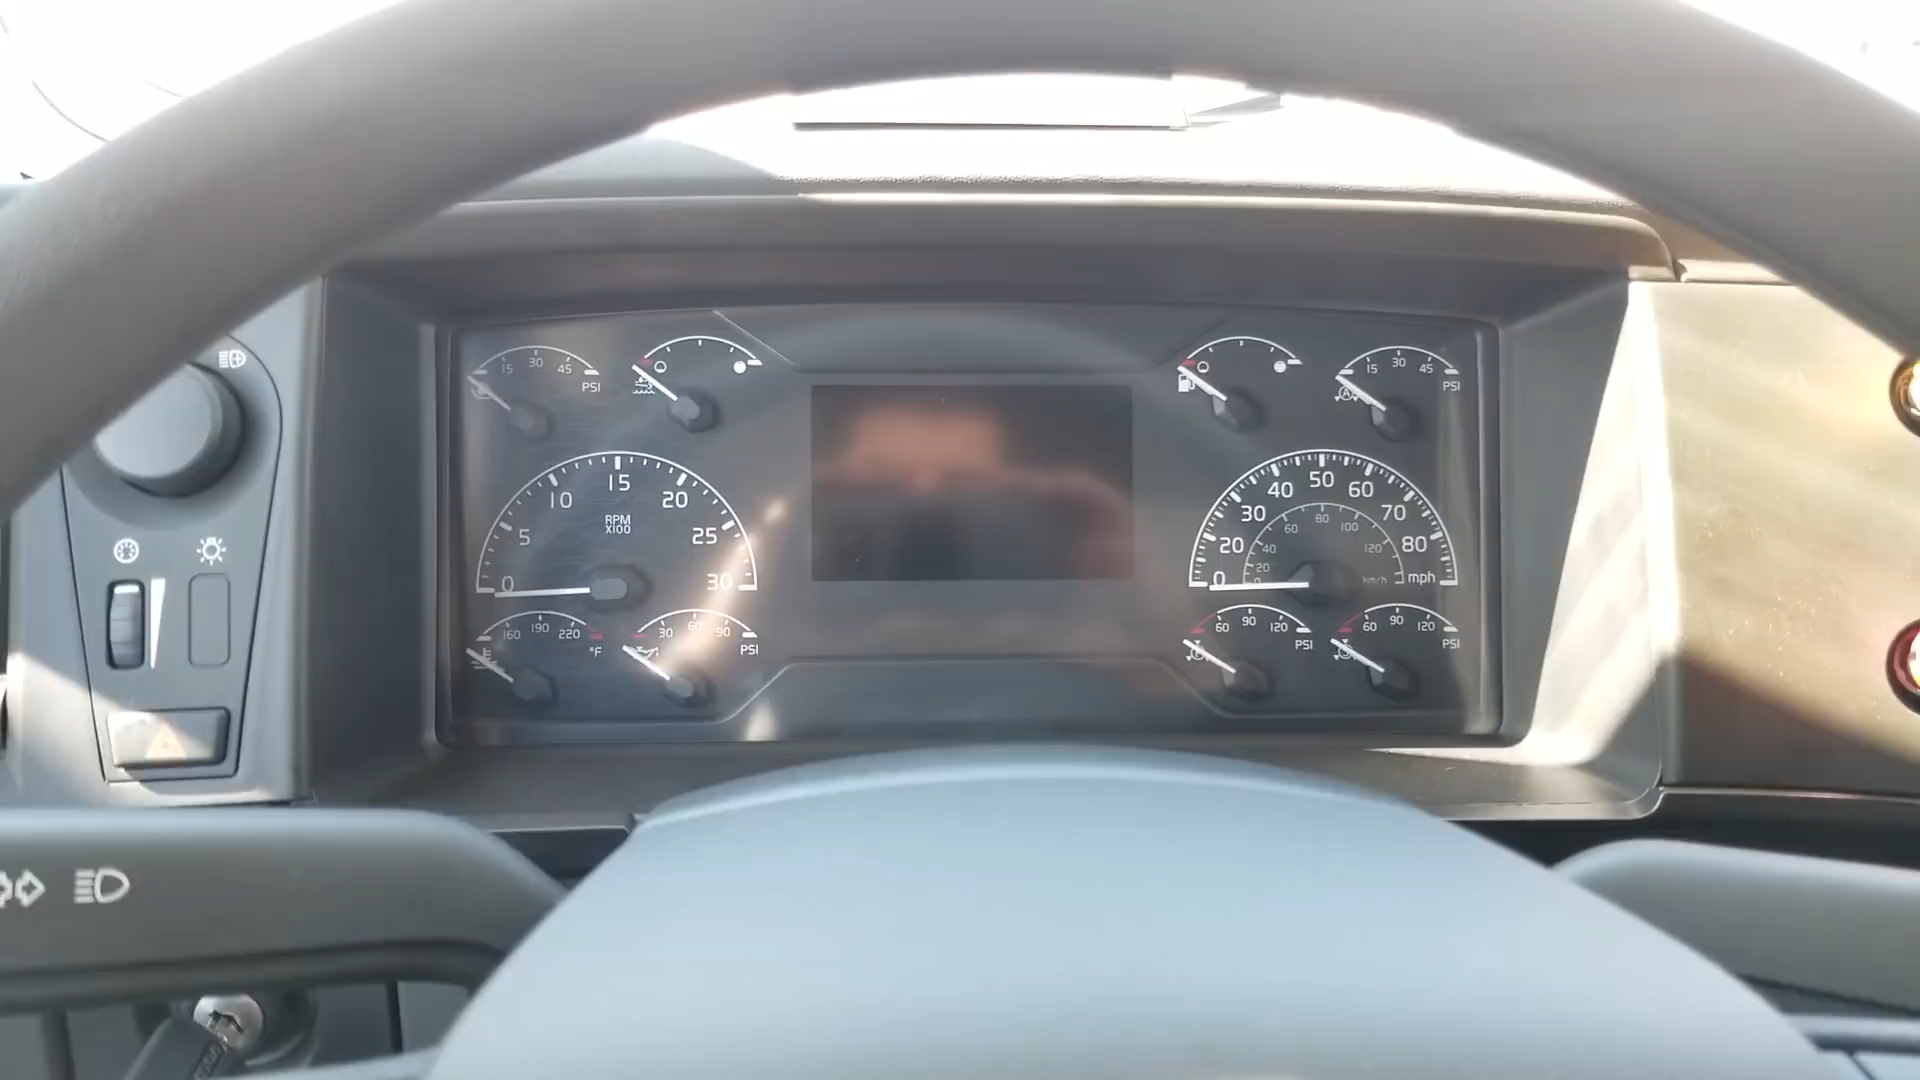 15 30 45
PSI
15 30 45
PSI
5 10 15 20 25 30
0
RPM
X100
0 20 30 40 50 60 70 80
mph
0 20 40 60 80 100 120
km/h
160 190 220
°F
30 60 90
PSI
60 90 120
PSI
60 90 120
PSI